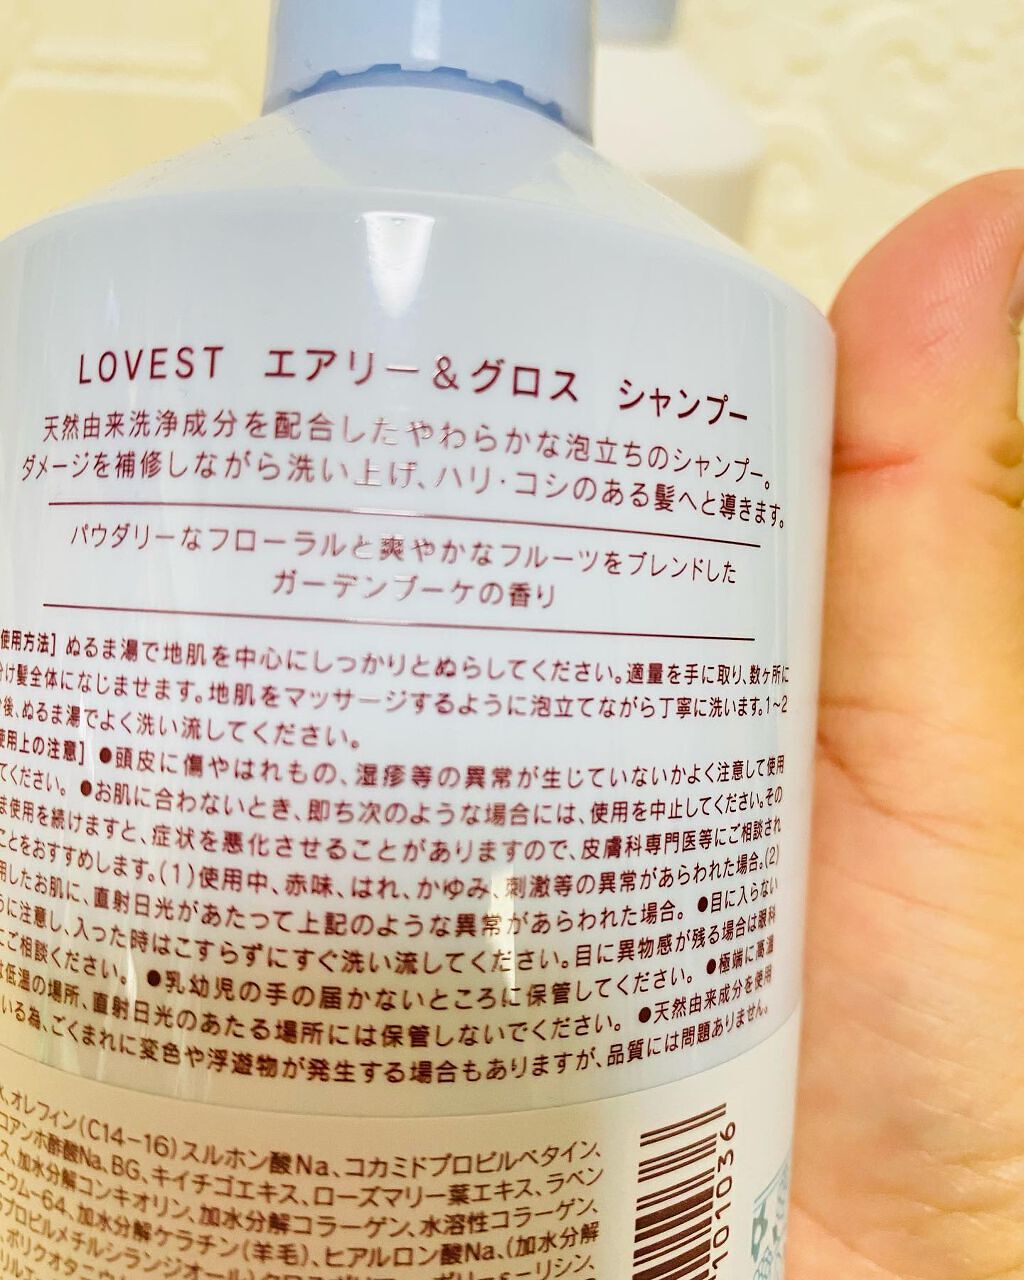 LOVEST エアリー＆グロス シャンプー
天然由来洗浄成分を配合したやわらかな泡立ちのシャンプー。
ダメージを補修しながら洗い上げ、ハリ・コシのある髪へと導きます。
パウダリーなフローラルと爽やかなフルーツをブレンドした
ガーデンブーケの香り
使用方法］ぬるま湯で地肌を中心にしっかりとぬらしてください。適量を手に取り、数ヶ所に
分け髪全体になじませます。地肌をマッサージするように泡立てながら丁寧に洗います。1〜2
後、ぬるま湯でよく洗い流してください。
使用上の注意］●頭皮に傷やはれもの、湿疹等の異常が生じていないかよく注意して使用
てください。●お肌に合わないとき、即ち次のような場合には、使用を中止してください。その
ま使用を続けますと、症状を悪化させることがありますので、皮膚科専門医等にご相談され
ことをおすすめします。(1)使用中、赤味、はれ、かゆみ、刺激等の異常があらわれた場合。(2)
用したお肌に、直射日光があたって上記のような異常があらわれた場合。●目に入らない
うに注意し、入った時はこすらずにすぐ洗い流してください。目に異物感が残る場合は眼科
にご相談ください。●乳幼児の手の届かないところに保管してください。●極端に高温
は低温の場所、直射日光のあたる場所には保管しないでください。●天然由来成分を使用
いる為、ごくまれに変色や浮遊物が発生する場合もありますが、品質には問題ありません。
水、オレフィン(C14-16)スルホン酸Na、コカミドプロピルベタイン、
コアンホ酢酸Na、BG、キイチゴエキス、ローズマリー葉エキス、ラベン
ス、加水分解コンキオリン、加水分解コラーゲン、水溶性コラーゲン、
ニウム-64、加水分解ケラチン(羊毛)、ヒアルロン酸Na、(加水分解
プロピルメチルシランジオール)
ポリクオタニウム
リシン、
1101036